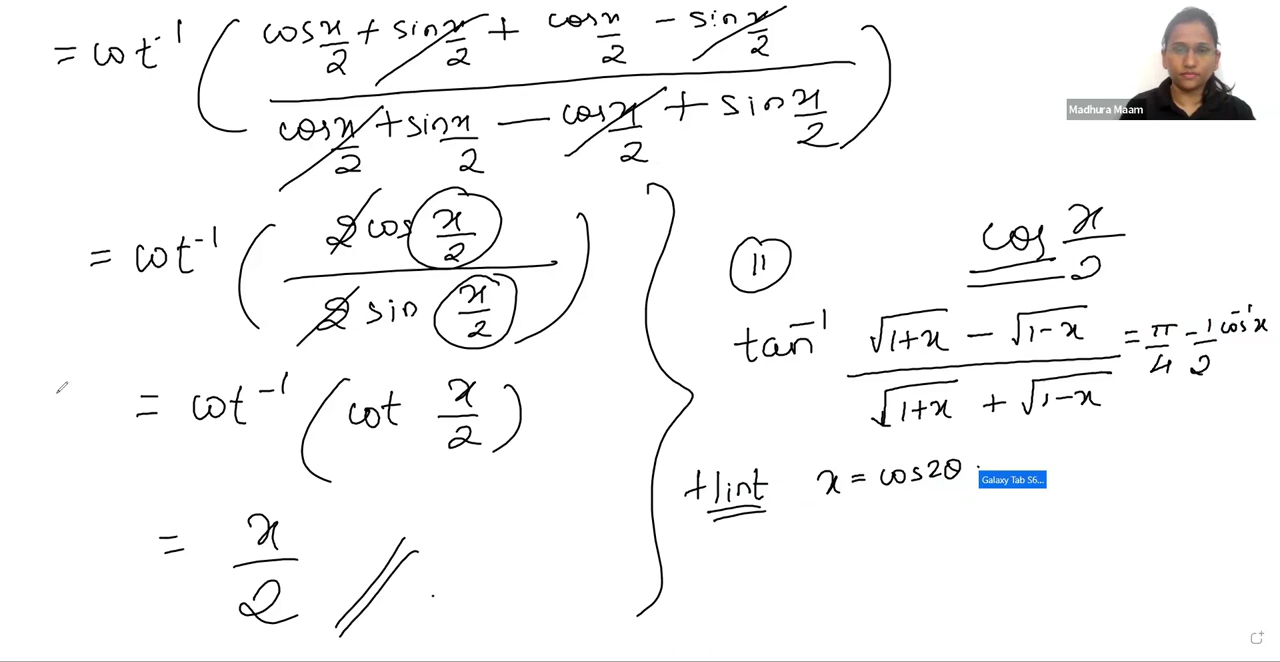 = cot⁻¹ ( (cos x/2 + sin x/2 + cos x/2 - sin x/2) / (cos x/2 + sin x/2 - cos x/2 + sin x/2) )
Madhura Maam
= cot⁻¹ ( 2 cos x/2 / 2 sin x/2 )
= cot⁻¹ ( cot x/2 )
= x/2
11
cos x/2
tan⁻¹ (√1+x - √1-x) / (√1+x + √1-x) = π/4 - 1/2 cos⁻¹x
Hint x = cos2θ
Galaxy Tab S6...